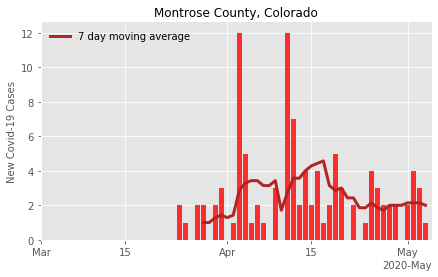 Montrose County, Colorado
7 day moving average
New Covid-19 Cases
12
10
8
6
4
2
0
Mar
15
Apr
15
May
2020-May